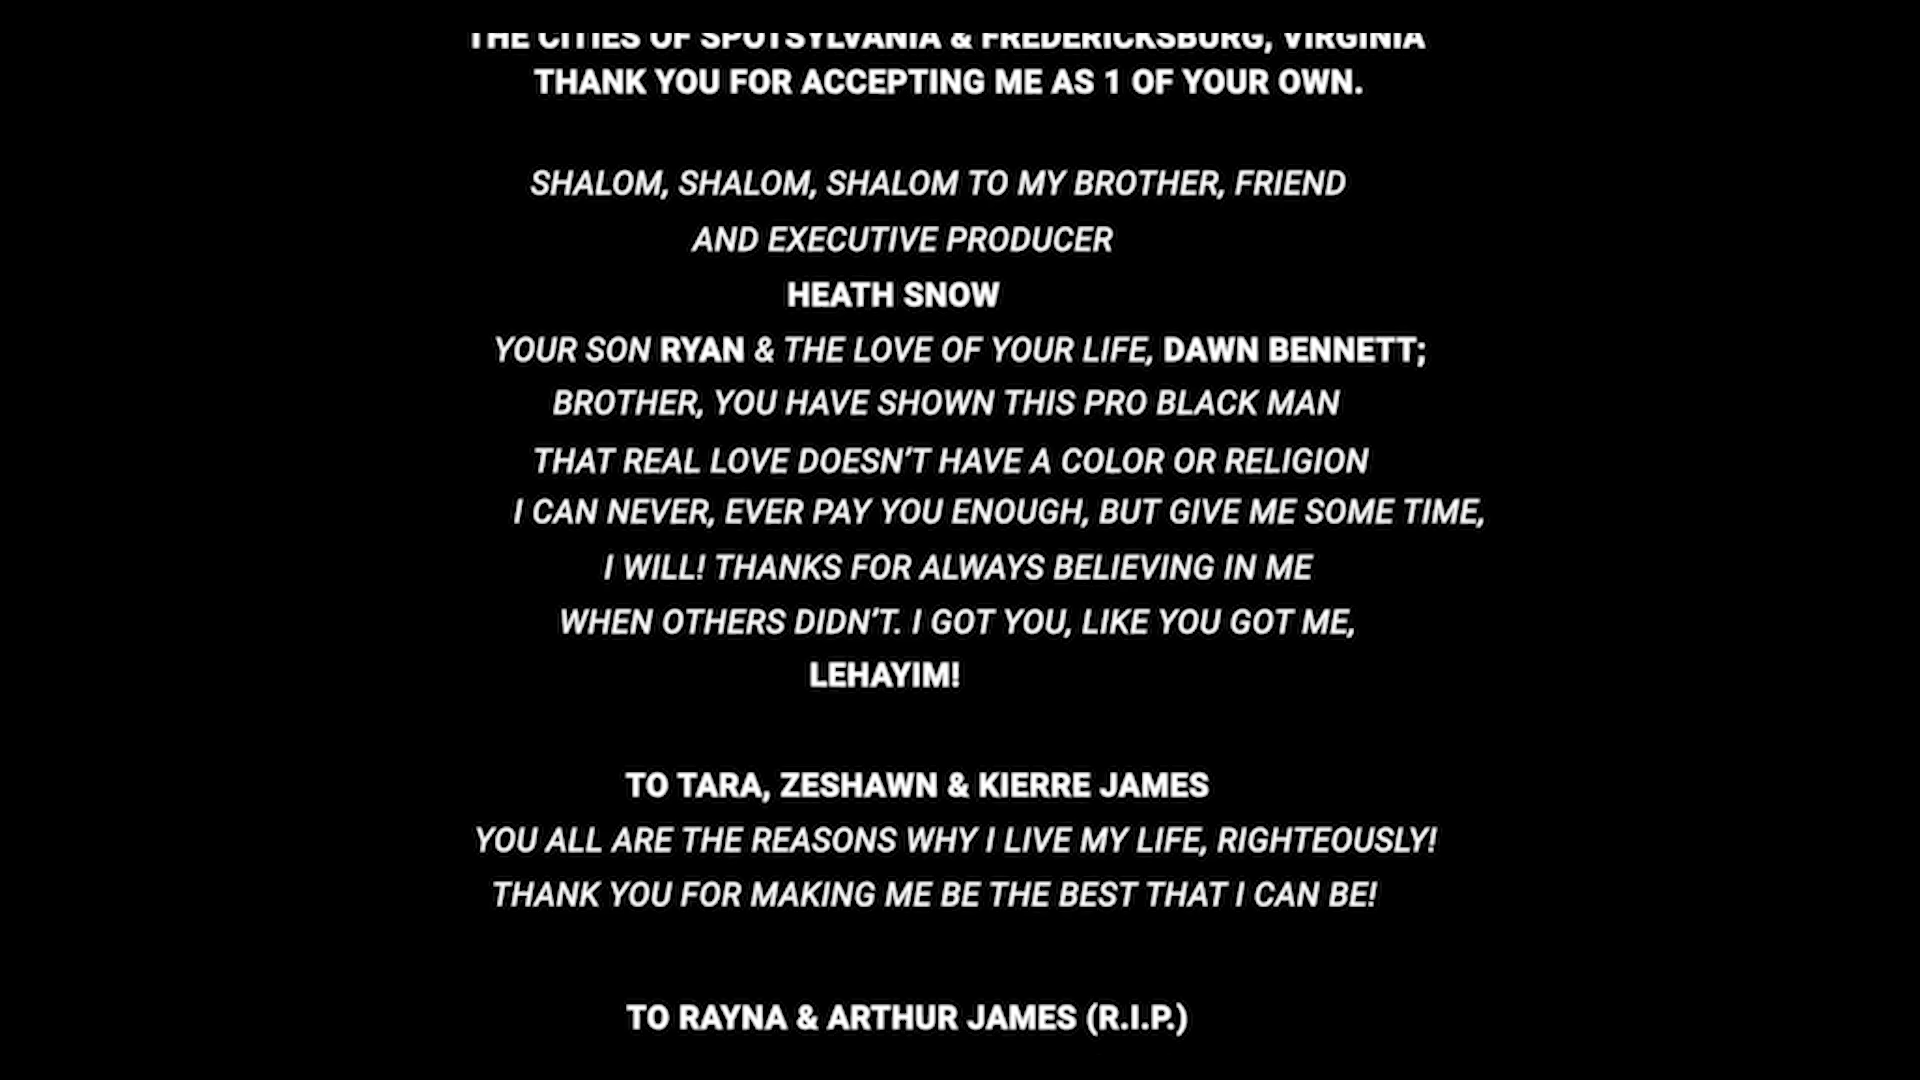 THE CITIES OF SPOTSYLVANIA & FREDERICKSBURG, VIRGINIA
THANK YOU FOR ACCEPTING ME AS 1 OF YOUR OWN.
SHALOM, SHALOM, SHALOM TO MY BROTHER, FRIEND
AND EXECUTIVE PRODUCER
HEATH SNOW
YOUR SON RYAN & THE LOVE OF YOUR LIFE, DAWN BENNETT;
BROTHER, YOU HAVE SHOWN THIS PRO BLACK MAN
THAT REAL LOVE DOESN'T HAVE A COLOR OR RELIGION
I CAN NEVER, EVER PAY YOU ENOUGH, BUT GIVE ME SOME TIME,
I WILL! THANKS FOR ALWAYS BELIEVING IN ME
WHEN OTHERS DIDN'T. I GOT YOU, LIKE YOU GOT ME,
LEHAYIM!
TO TARA, ZESHAWN & KIERRE JAMES
YOU ALL ARE THE REASONS WHY I LIVE MY LIFE, RIGHTEOUSLY!
THANK YOU FOR MAKING ME BE THE BEST THAT I CAN BE!
TO RAYNA & ARTHUR JAMES (R.I.P.)